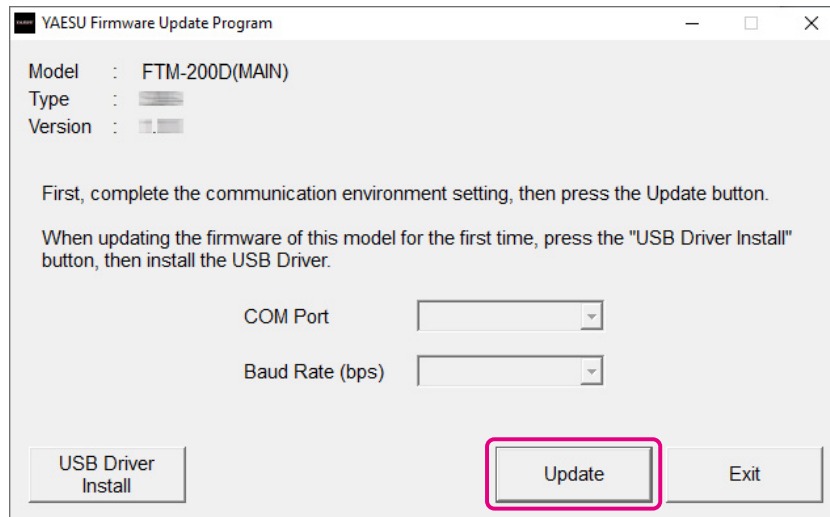 YAESU Firmware Update Program
Model : FTM-200D(MAIN)
Type :
Version :
First, complete the communication environment setting, then press the Update button.
When updating the firmware of this model for the first time, press the "USB Driver Install"
button, then install the USB Driver.
COM Port
Baud Rate (bps)
USB Driver
Install
Update
Exit